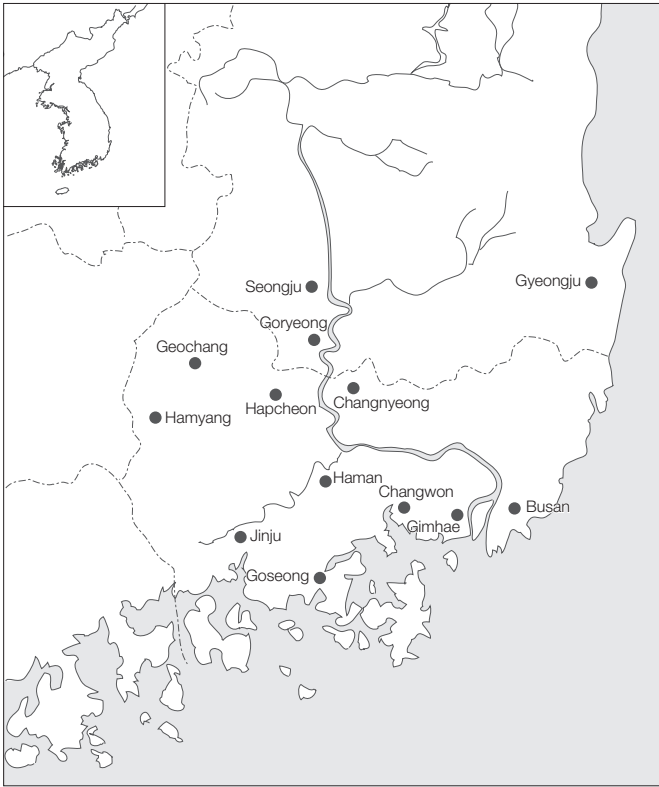 Seongju
Gyeongju
Goryeong
Geochang
Hapcheon
Changnyeong
Hamyang
Haman
Changwon
Gimhae
Busan
Jinju
Goseong